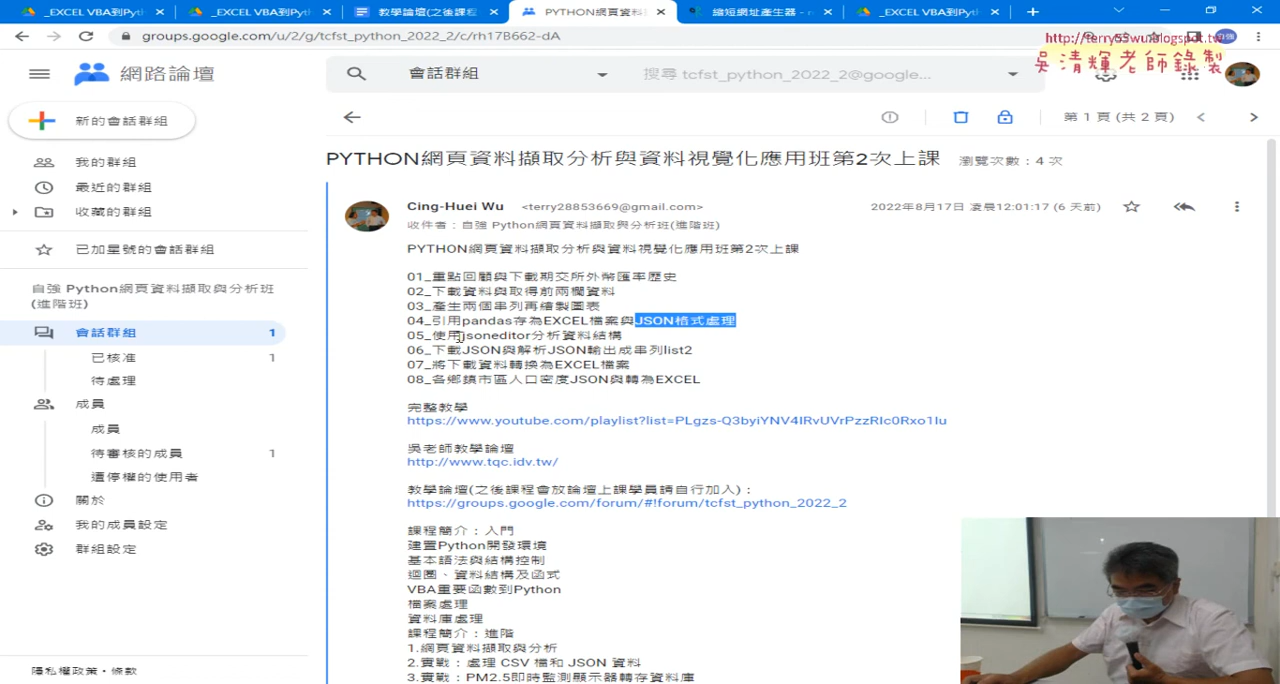 _EXCEL VBA到Pyth
_EXCEL VBA到Pyth
教學論壇(之後課程
PYTHON網頁資料
縮短網址產生器 -
_EXCEL VBA到Pyth
groups.google.com/u/2/g/tcfst_python_2022_2/c/rh17B662-dA
http://terry55wu.blogspot.tw
吳清輝老師錄製
網路論壇
會話群組
搜尋 tcfst_python_2022_2@google...
新的會話群組
第 1 頁 (共 2 頁)
我的群組
最近的群組
收藏的群組
已加星號的會話群組
自強 Python網頁資料擷取與分析班
(進階班)
會話群組 1
已核准 1
待處理
成員
成員
待審核的成員 1
遭停權的使用者
關於
我的成員設定
群組設定
隱私權政策・條款
PYTHON網頁資料擷取分析與資料視覺化應用班第2次上課
瀏覽次數：4 次
Cing-Huei Wu <terry28853669@gmail.com>
2022年8月17日 凌晨12:01:17 (6 天前)
收件者：自強 Python網頁資料擷取與分析班(進階班)
PYTHON網頁資料擷取分析與資料視覺化應用班第2次上課
01_重點回顧與下載期交所外幣匯率歷史
02_下載資料與取得前兩欄資料
03_產生兩個串列再繪製圖表
04_引用pandas存為EXCEL檔案與JSON格式處理
05_使用jsoneditor分析資料結構
06_下載JSON與解析JSON輸出成串列list2
07_將下載資料轉換為EXCEL檔案
08_各鄉鎮市區人口密度JSON與轉為EXCEL
完整教學
https://www.youtube.com/playlist?list=PLgzs-Q3byiYNV4IRvUVrPzzRIc0Rxo1Iu
吳老師教學論壇
http://www.tqc.idv.tw/
教學論壇(之後課程會放論壇上課學員請自行加入)：
https://groups.google.com/forum/#!forum/tcfst_python_2022_2
課程簡介：入門
建置Python開發環境
基本語法與結構控制
迴圈、資料結構及函式
VBA重要函數到Python
檔案處理
資料庫處理
課程簡介：進階
1.網頁資料擷取與分析
2.實戰：處理 CSV 檔和 JSON 資料
3.實戰：PM2.5即時監測顯示器轉存資料庫